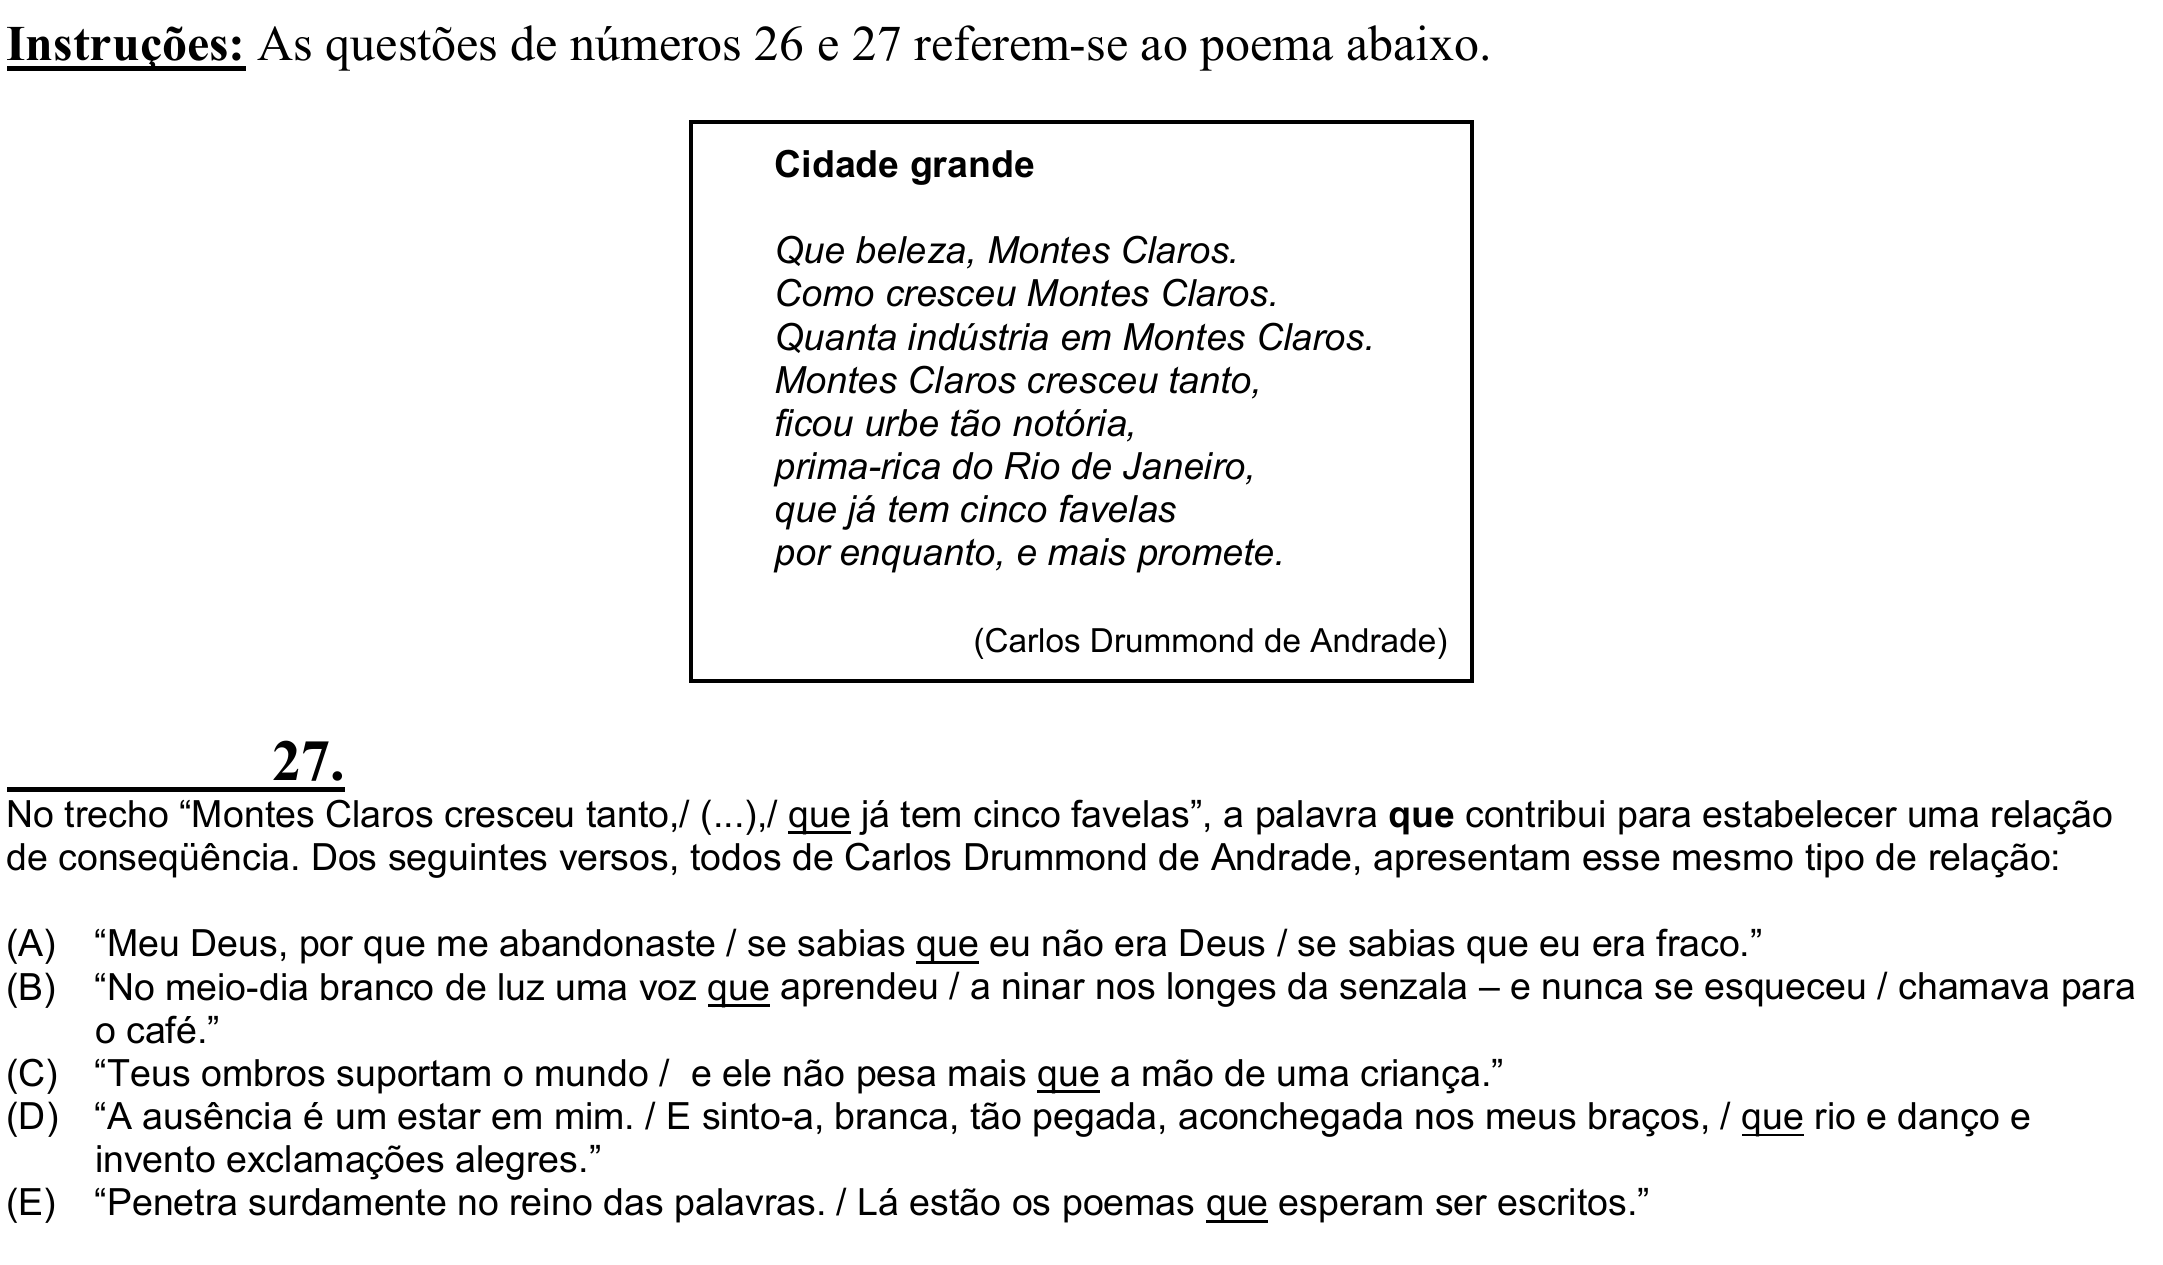 Instruções: As questões de números 26 e 27 referem-se ao poema abaixo.
Cidade grande
Que beleza, Montes Claros.
Como cresceu Montes Claros.
Quanta indústria em Montes Claros.
Montes Claros cresceu tanto,
ficou urbe tão notória,
prima-rica do Rio de Janeiro,
que já tem cinco favelas
por enquanto, e mais promete.
(Carlos Drummond de Andrade)
27.
No trecho “Montes Claros cresceu tanto,/ (...),/ que já tem cinco favelas”, a palavra que contribui para estabelecer uma relação
de conseqüência. Dos seguintes versos, todos de Carlos Drummond de Andrade, apresentam esse mesmo tipo de relação:
(A) “Meu Deus, por que me abandonaste / se sabias que eu não era Deus / se sabias que eu era fraco.”
(B) “No meio-dia branco de luz uma voz que aprendeu / a ninar nos longes da senzala – e nunca se esqueceu / chamava para
o café.”
(C) “Teus ombros suportam o mundo / e ele não pesa mais que a mão de uma criança.”
(D) “A ausência é um estar em mim. / E sinto-a, branca, tão pegada, aconchegada nos meus braços, / que rio e danço e
invento exclamações alegres.”
(E) “Penetra surdamente no reino das palavras. / Lá estão os poemas que esperam ser escritos.”